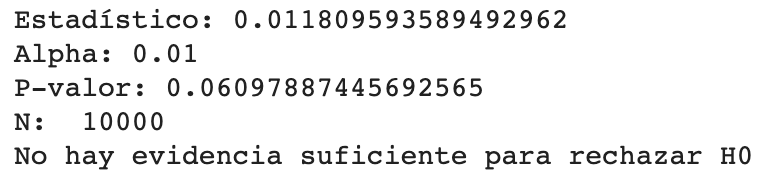 Estadístico: 0.011809593589492962
Alpha: 0.01
P-valor: 0.06097887445692565
N:  10000
No hay evidencia suficiente para rechazar H0